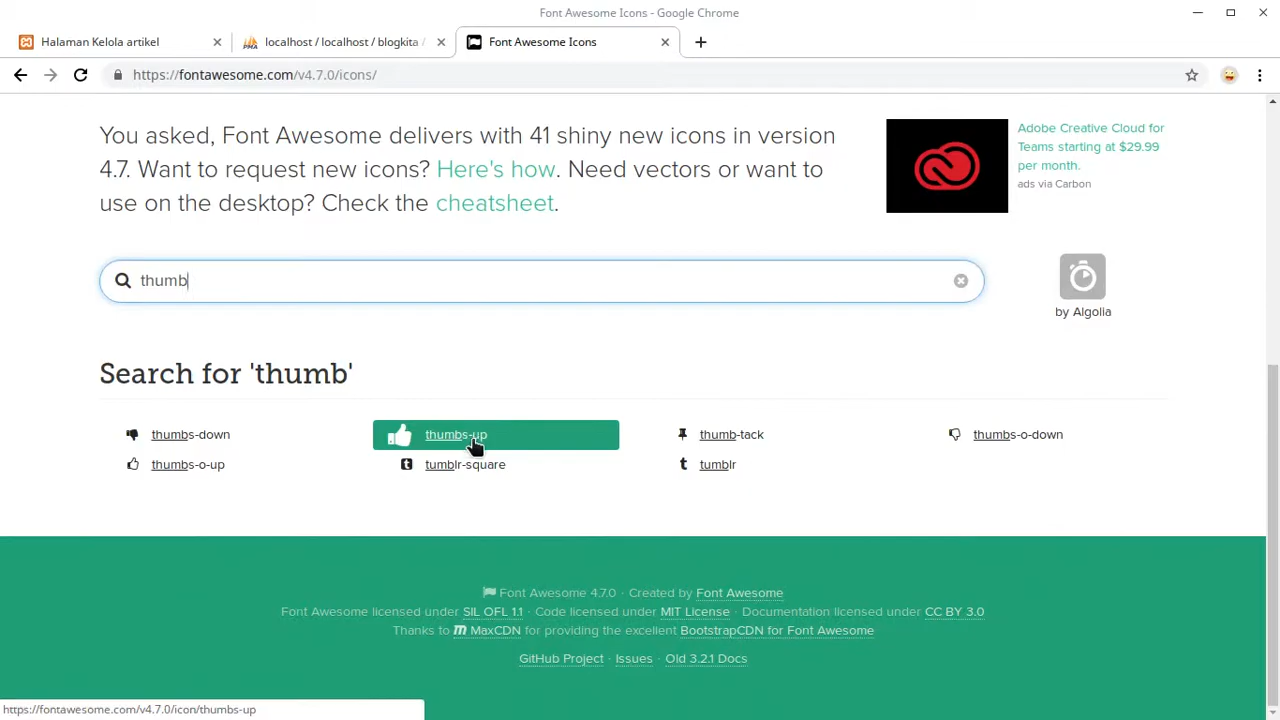 Font Awesome Icons - Google Chrome
Halaman Kelola artikel
localhost / localhost / blogkita /
Font Awesome Icons
https://fontawesome.com/v4.7.0/icons/
You asked, Font Awesome delivers with 41 shiny new icons in version
4.7. Want to request new icons? Here's how. Need vectors or want to
use on the desktop? Check the cheatsheet.
Adobe Creative Cloud for
Teams starting at $29.99
per month.
ads via Carbon
thumb
by Algolia
Search for 'thumb'
thumbs-down thumbs-up thumb-tack thumbs-o-down
thumbs-o-up tumblr-square tumblr
Font Awesome 4.7.0 · Created by Font Awesome
Font Awesome licensed under SIL OFL 1.1 · Code licensed under MIT License · Documentation licensed under CC BY 3.0
Thanks to MaxCDN for providing the excellent BootstrapCDN for Font Awesome
GitHub Project · Issues · Old 3.2.1 Docs
https://fontawesome.com/v4.7.0/icon/thumbs-up